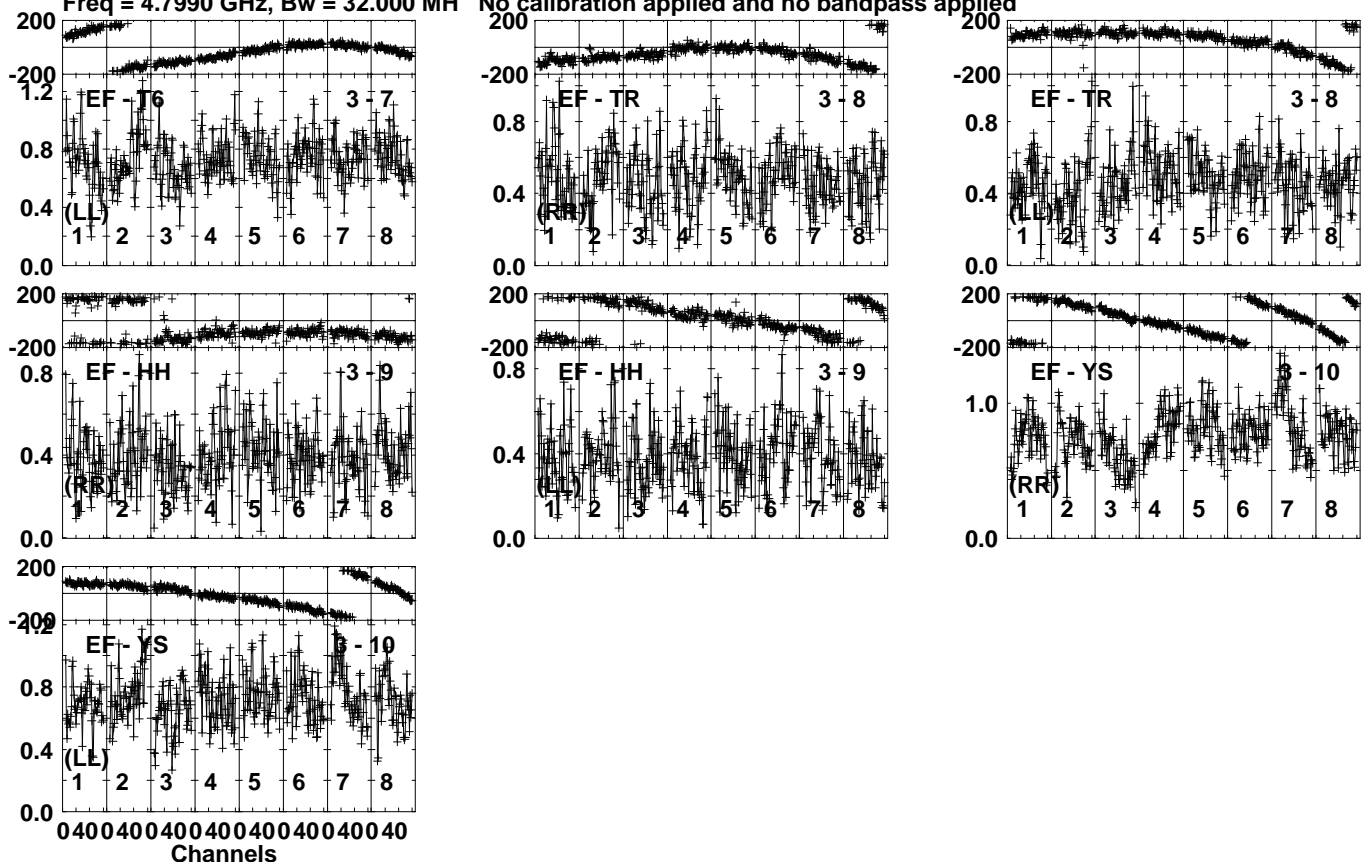 Freq = 4.7990 GHz, Bw = 32.000 MH No calibration applied and no bandpass applied
200
-200
1.2
0.8
0.4
0.0
EF - T6 3 - 7
(LL)
1 2 3 4 5 6 7 8
200
-200
0.8
0.4
0.0
EF - TR 3 - 8
(RR)
1 2 3 4 5 6 7 8
200
-200
0.8
0.4
0.0
EF - TR 3 - 8
(LL)
1 2 3 4 5 6 7 8
200
-200
0.8
0.4
0.0
EF - HH 3 - 9
(RR)
1 2 3 4 5 6 7 8
200
-200
0.8
0.4
0.0
EF - HH 3 - 9
(LL)
1 2 3 4 5 6 7 8
200
-200
1.0
0.0
EF - YS 3 - 10
(RR)
1 2 3 4 5 6 7 8
200
-200
1.2
0.8
0.4
0.0
EF - YS 3 - 10
(LL)
1 2 3 4 5 6 7 8
0 40 0 40 0 40 0 40 0 40 0 40 0 40 0 40
Channels